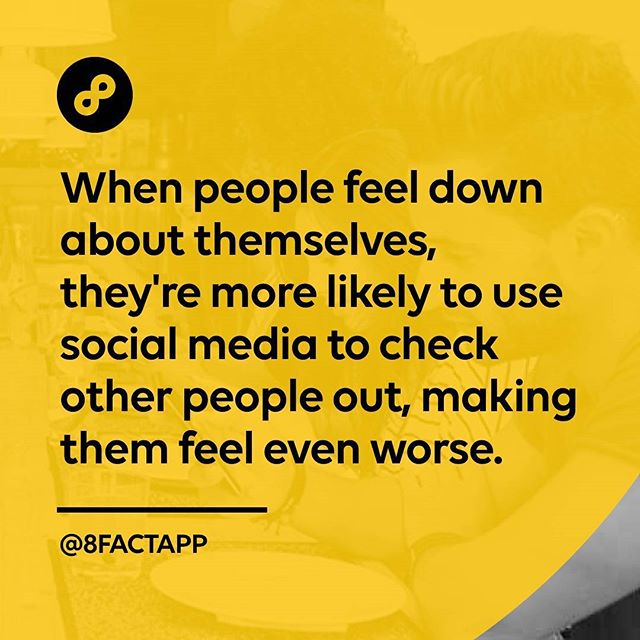 When people feel down
about themselves,
they're more likely to use
social media to check
other people out, making
them feel even worse.
@8FACTAPP